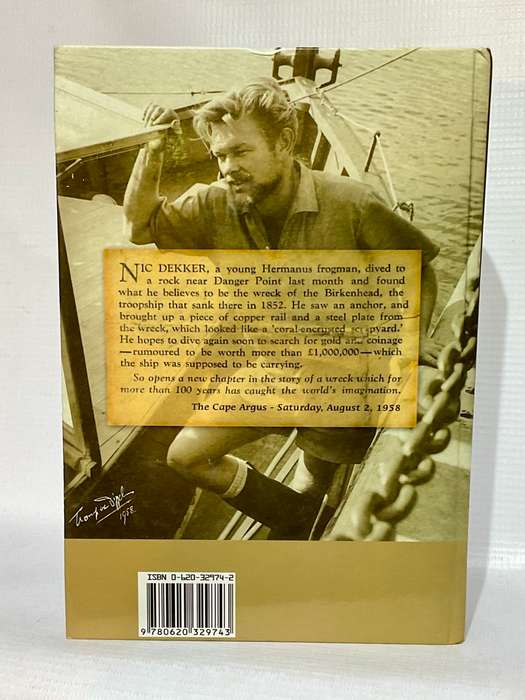 NIC DEKKER, a young Hermanus frogman, dived to
a rock near Danger Point last month and found
what he believes to be the wreck of the Birkenhead, the
troopship that sank there in 1852. He saw an anchor, and
brought up a piece of copper rail and a steel plate from
the wreck, which looked like a 'coral-encrusted scrapyard.'
He hopes to dive again soon to search for gold and coinage
—rumoured to be worth more than £1,000,000—which
the ship was supposed to be carrying.
So opens a new chapter in the story of a wreck which for
more than 100 years has caught the world's imagination.
The Cape Argus - Saturday, August 2, 1958
1958.
ISBN 0-620-32974-2
9 780620 329743